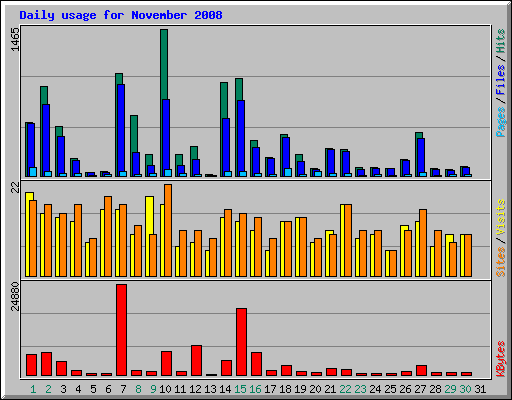 Daily usage for November 2008
1465
Pages / Files / Hits
22
Sites / Visits
24880
KBytes
1 2 3 4 5 6 7 8 9 10 11 12 13 14 15 16 17 18 19 20 21 22 23 24 25 26 27 28 29 30 31